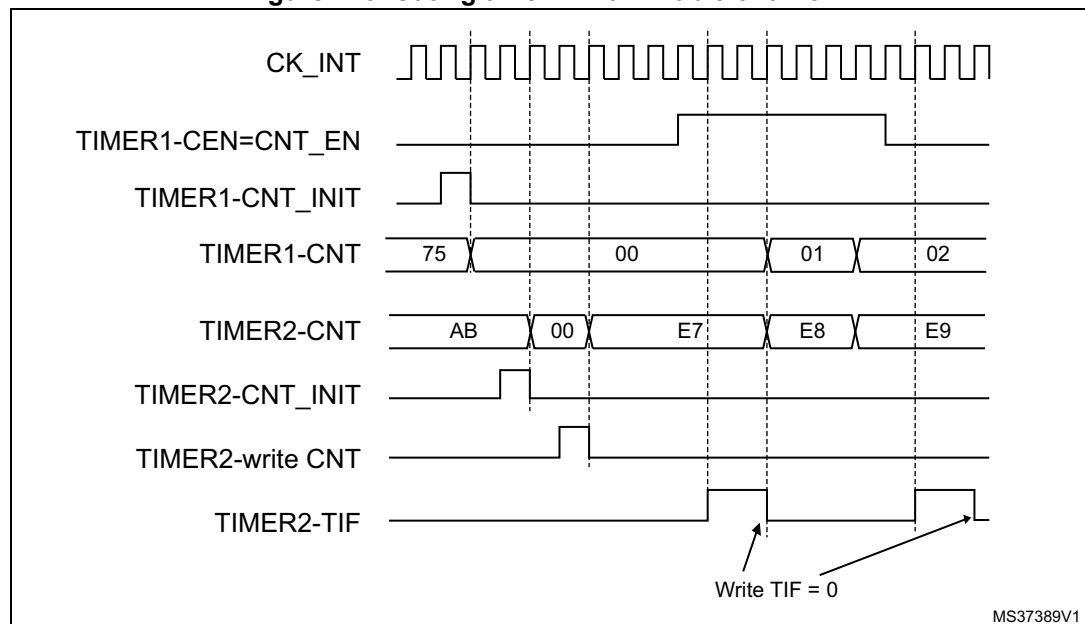 CK_INT
TIMER1-CEN=CNT_EN
TIMER1-CNT_INIT
TIMER1-CNT 75 00 01 02
TIMER2-CNT AB 00 E7 E8 E9
TIMER2-CNT_INIT
TIMER2-write CNT
TIMER2-TIF
Write TIF = 0
MS37389V1